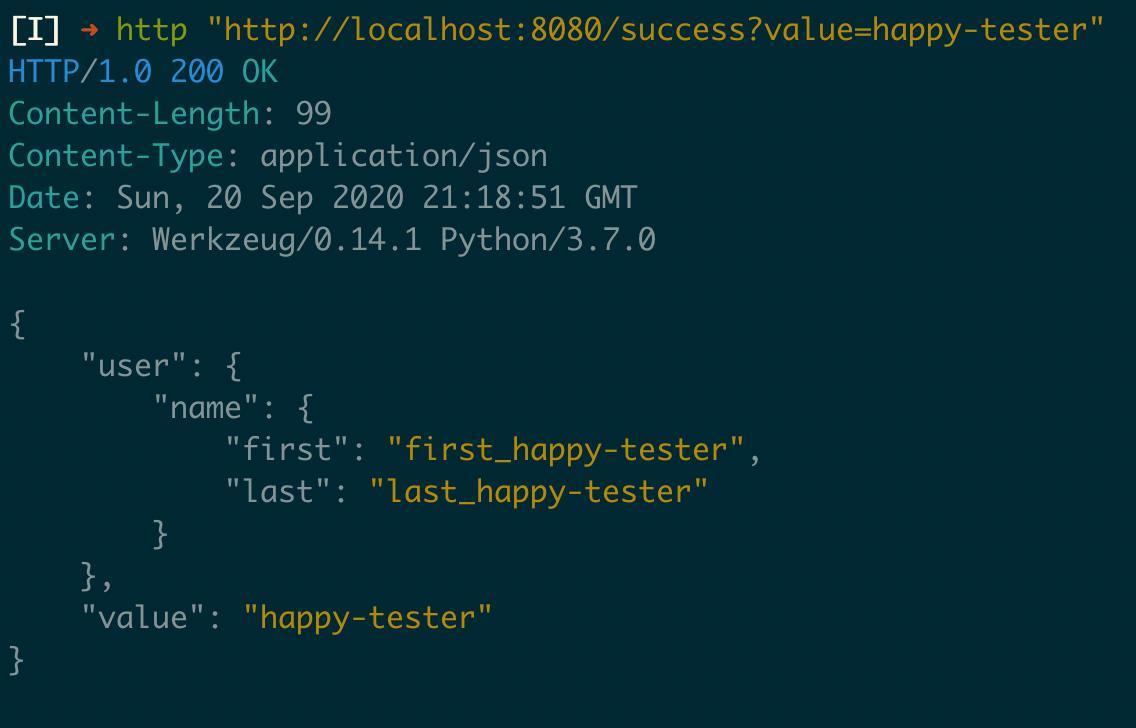 [I] ➜ http "http://localhost:8080/success?value=happy-tester"
HTTP/1.0 200 OK
Content-Length: 99
Content-Type: application/json
Date: Sun, 20 Sep 2020 21:18:51 GMT
Server: Werkzeug/0.14.1 Python/3.7.0

{
    "user": {
        "name": {
            "first": "first_happy-tester",
            "last": "last_happy-tester"
        }
    },
    "value": "happy-tester"
}